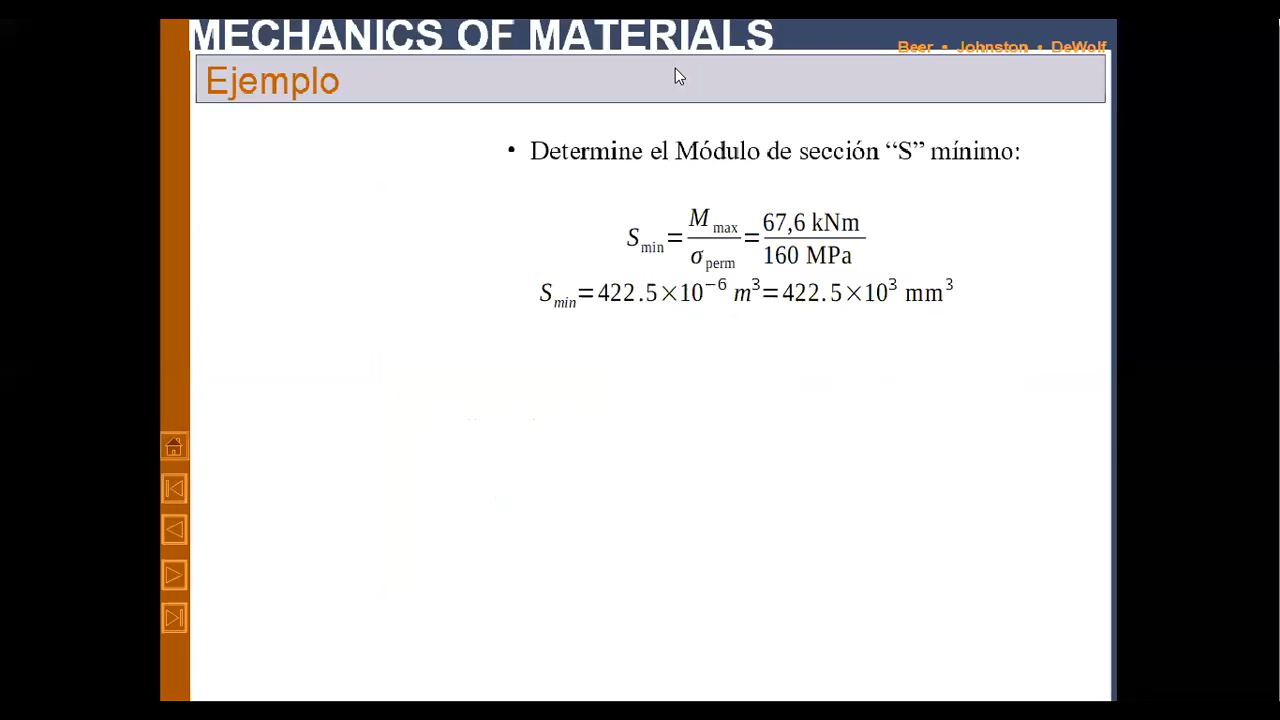 MECHANICS OF MATERIALS
Beer • Johnston • DeWolf
Ejemplo
• Determine el Módulo de sección “S” mínimo:
S_min = M_max / σ_perm = 67,6 kNm / 160 MPa
S_min = 422.5×10^−6 m^3 = 422.5×10^3 mm^3